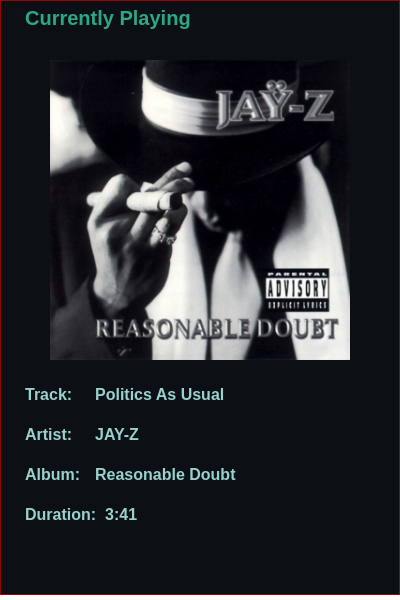 Currently Playing
JAŸ-Z
PARENTAL
ADVISORY
EXPLICIT LYRICS
REASONABLE DOUBT
Track: Politics As Usual
Artist: JAY-Z
Album: Reasonable Doubt
Duration: 3:41